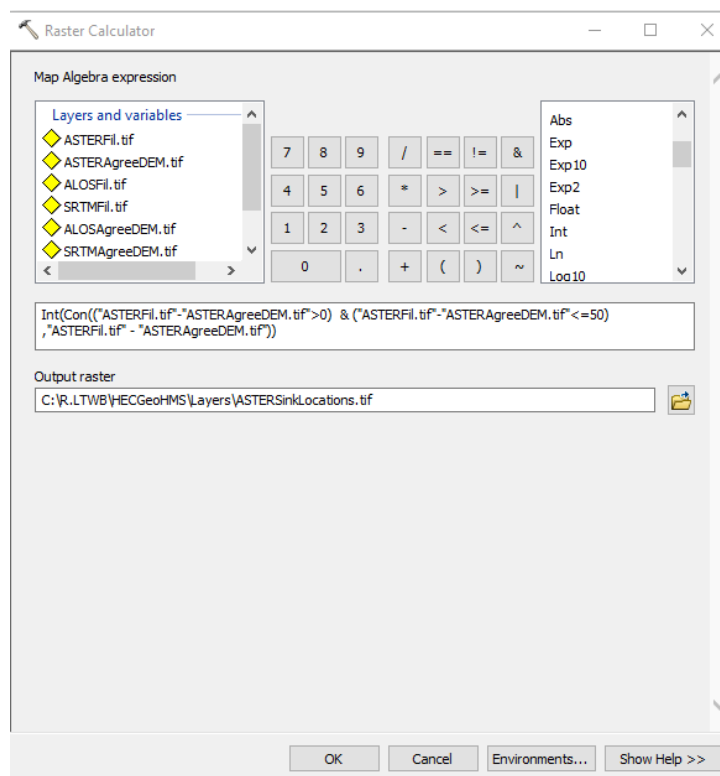 Raster Calculator
Map Algebra expression
Layers and variables
ASTERFil.tif
ASTERAgreeDEM.tif
ALOSFil.tif
SRTMFil.tif
ALOSAgreeDEM.tif
SRTMAgreeDEM.tif
7 8 9 / == != &
4 5 6 * > >= |
1 2 3 - < <= ^
0 . + ( ) ~
Abs
Exp
Exp10
Exp2
Float
Int
Ln
Log10
Int(Con(("ASTERFil.tif"-"ASTERAgreeDEM.tif">0) & ("ASTERFil.tif"-"ASTERAgreeDEM.tif"<=50)
,"ASTERFil.tif" - "ASTERAgreeDEM.tif"))
Output raster
C:\R.LTWB\HECGeoHMS\Layers\ASTERSinkLocations.tif
OK Cancel Environments... Show Help >>